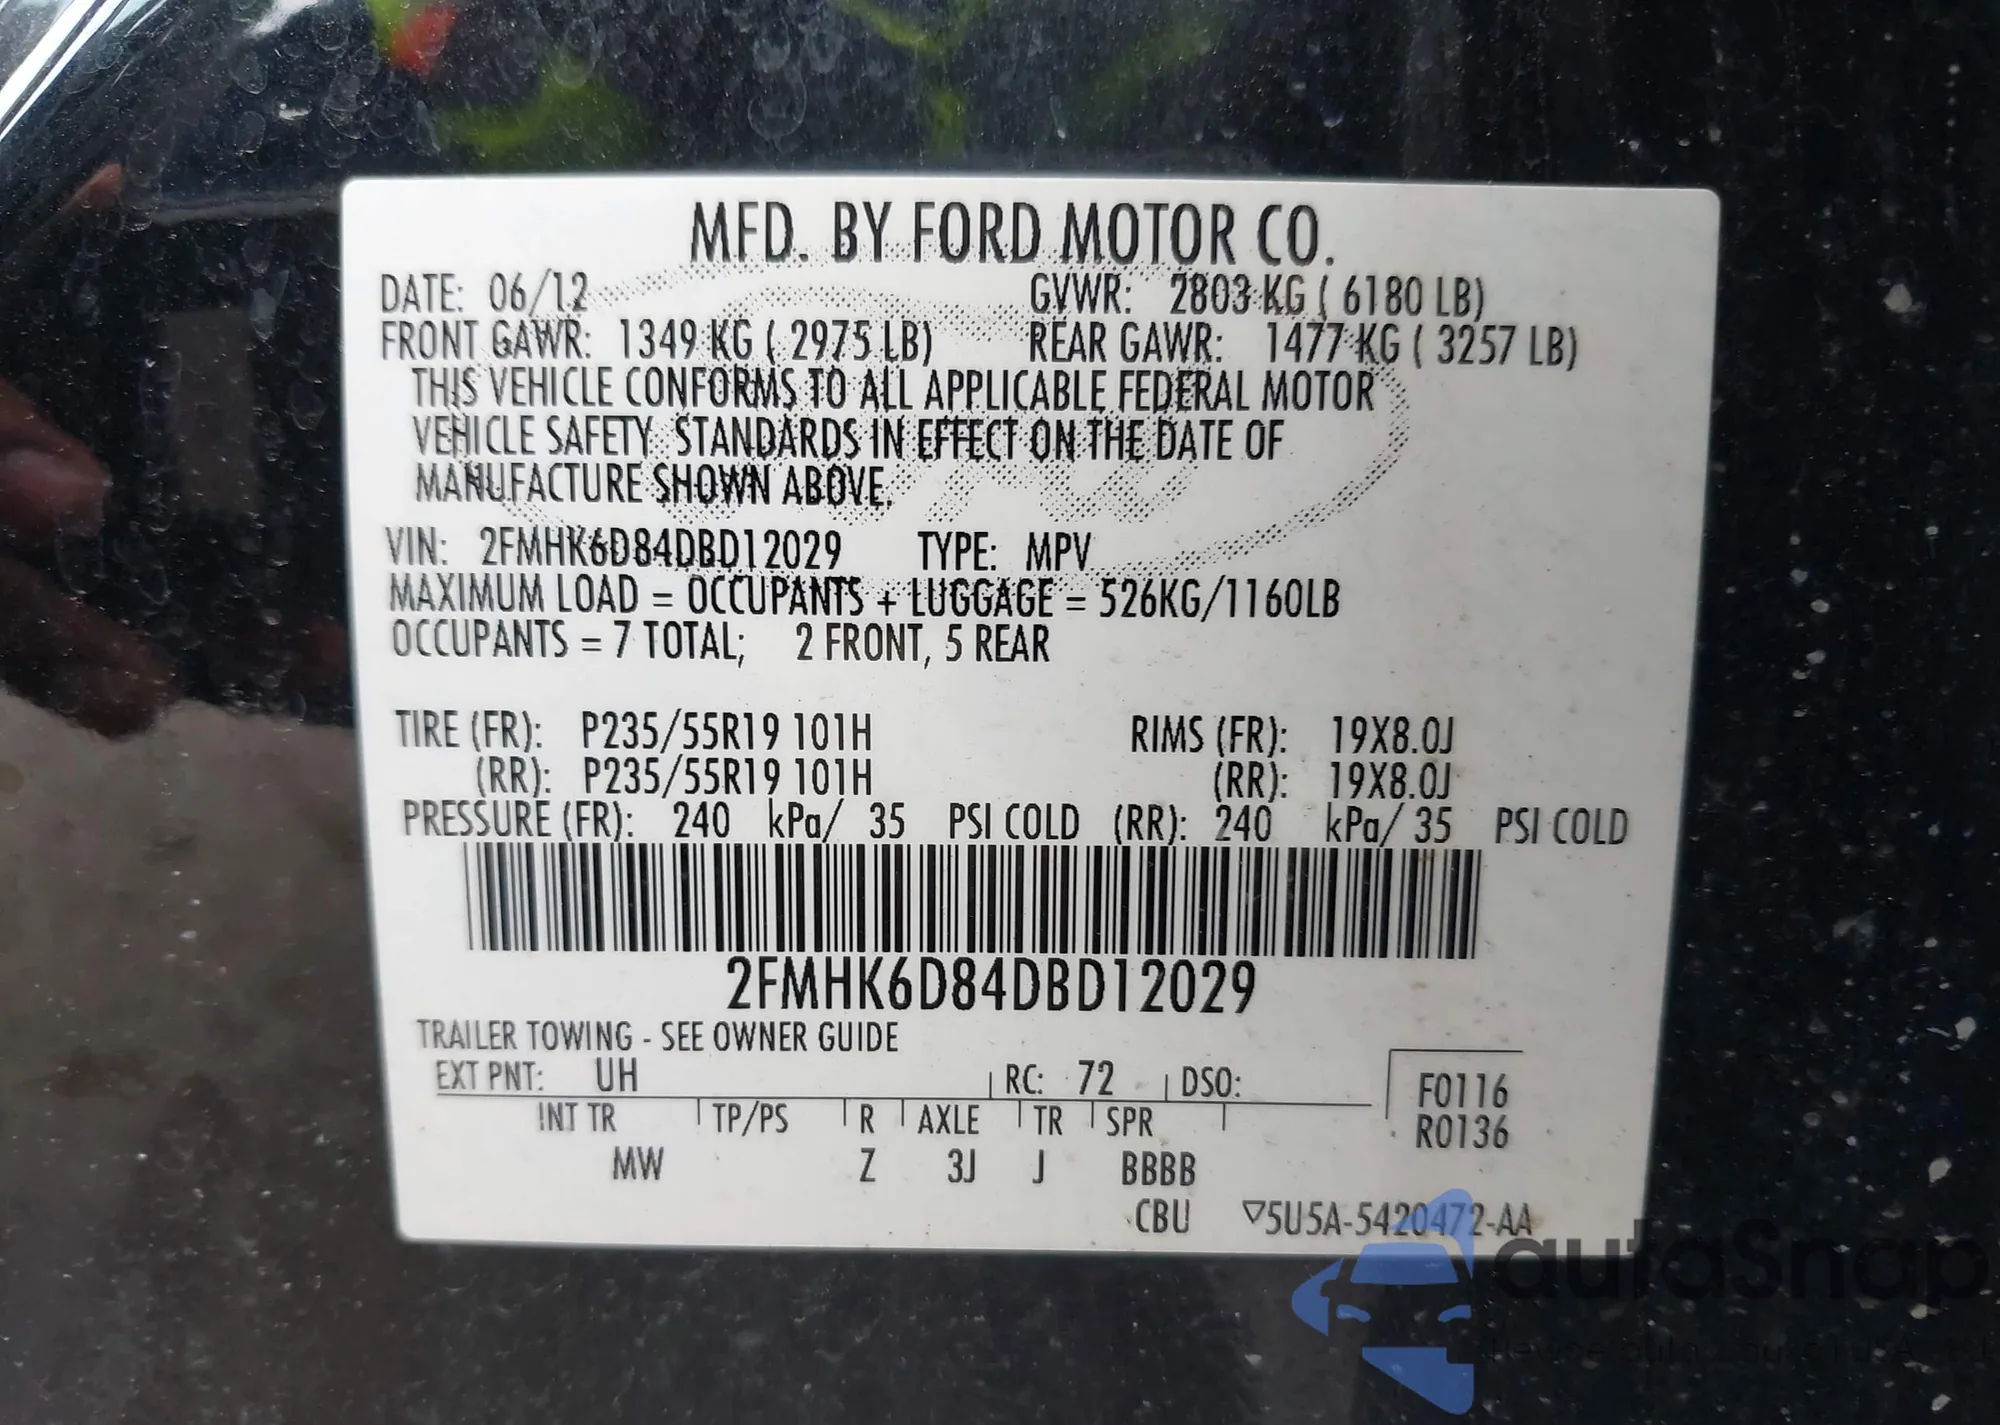 MFD. BY FORD MOTOR CO.
DATE: 06/12 GVWR: 2803 KG ( 6180 LB)
FRONT GAWR: 1349 KG ( 2975 LB) REAR GAWR: 1477 KG ( 3257 LB)
THIS VEHICLE CONFORMS TO ALL APPLICABLE FEDERAL MOTOR
VEHICLE SAFETY STANDARDS IN EFFECT ON THE DATE OF
MANUFACTURE SHOWN ABOVE.
VIN: 2FMHK6D84DBD12029 TYPE: MPV
MAXIMUM LOAD = OCCUPANTS + LUGGAGE = 526KG/1160LB
OCCUPANTS = 7 TOTAL; 2 FRONT, 5 REAR
TIRE (FR): P235/55R19 101H RIMS (FR): 19X8.0J
(RR): P235/55R19 101H (RR): 19X8.0J
PRESSURE (FR): 240 kPa/ 35 PSI COLD (RR): 240 kPa/ 35 PSI COLD
2FMHK6D84DBD12029
TRAILER TOWING - SEE OWNER GUIDE
EXT PNT: UH RC: 72 DSO:
INT TR TP/PS R AXLE TR SPR
MW Z 3J J BBBB
F0116
R0136
CBU ▽5U5A-5420472-AA
autoSnap